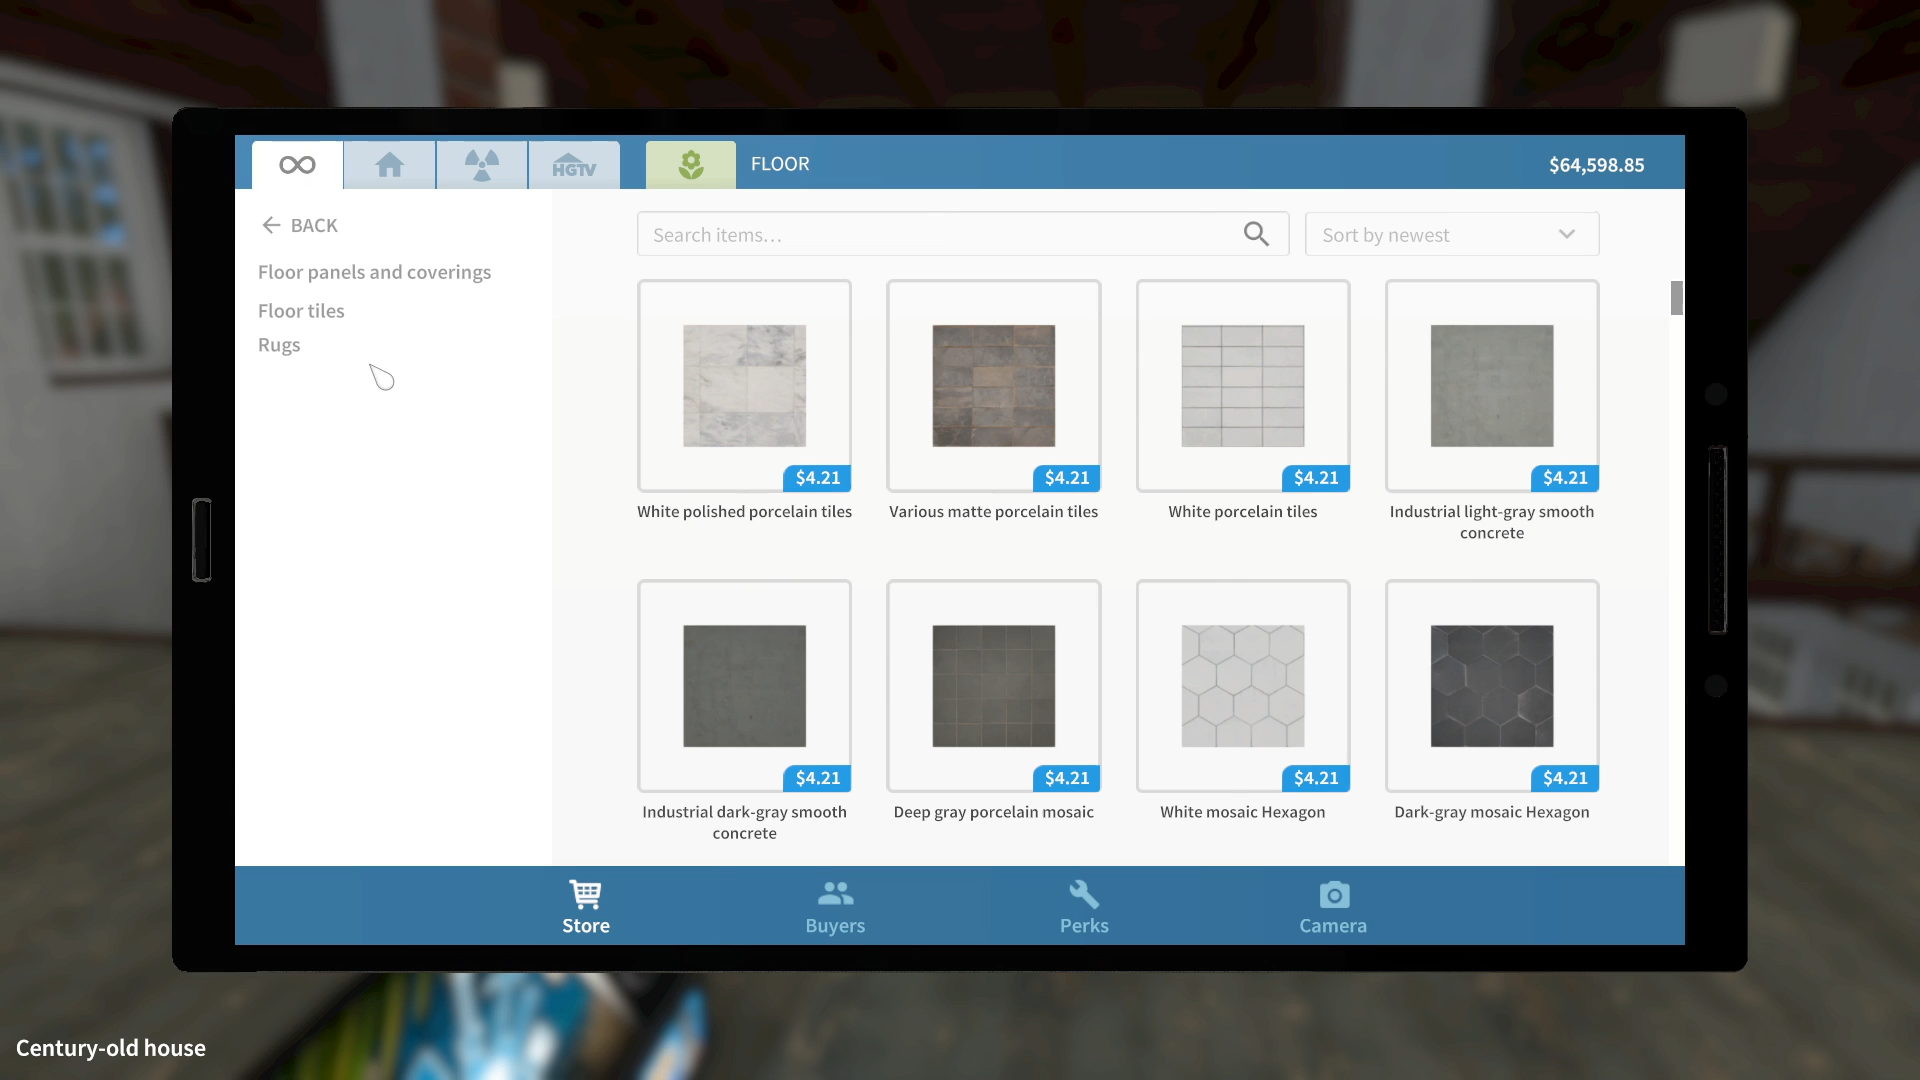 HGTV
FLOOR
$64,598.85
BACK
Floor panels and coverings
Floor tiles
Rugs
Search items...
Sort by newest
$4.21
$4.21
$4.21
$4.21
White polished porcelain tiles
Various matte porcelain tiles
White porcelain tiles
Industrial light-gray smooth
concrete
$4.21
$4.21
$4.21
$4.21
Industrial dark-gray smooth
concrete
Deep gray porcelain mosaic
White mosaic Hexagon
Dark-gray mosaic Hexagon
Store
Buyers
Perks
Camera
Century-old house